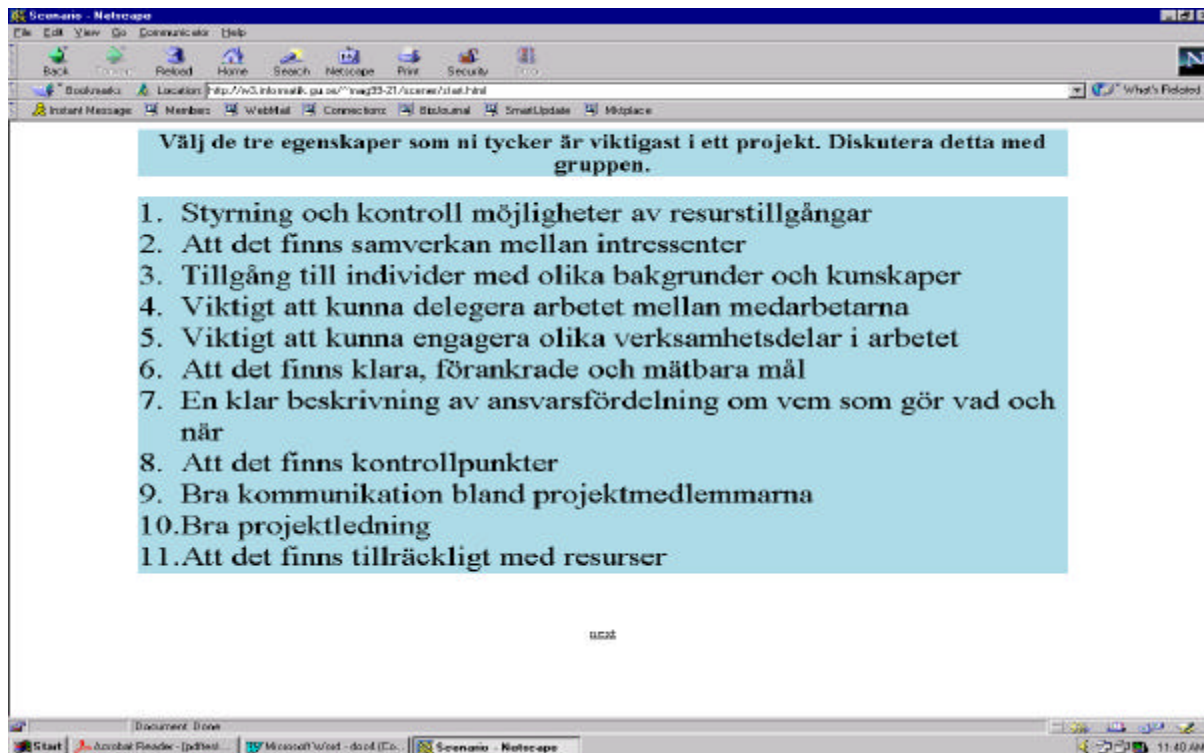 Scenario - Netscape
File Edit View Go Communicator Help
Back Reload Home Search Netscape Print Security Stop
Bookmarks Location: What's Related
Instant Message Members WebMail Connections BizJournal SmartUpdate Mktplace
Välj de tre egenskaper som ni tycker är viktigast i ett projekt. Diskutera detta med
gruppen.
1. Styrning och kontroll möjligheter av resurstillgångar
2. Att det finns samverkan mellan intressenter
3. Tillgång till individer med olika bakgrunder och kunskaper
4. Viktigt att kunna delegera arbetet mellan medarbetarna
5. Viktigt att kunna engagera olika verksamhetsdelar i arbetet
6. Att det finns klara, förankrade och mätbara mål
7. En klar beskrivning av ansvarsfördelning om vem som gör vad och
när
8. Att det finns kontrollpunkter
9. Bra kommunikation bland projektmedlemmarna
10.Bra projektledning
11.Att det finns tillräckligt med resurser
next
Document: Done
Start Acrobat Reader - Microsoft Word - Scenario - Netscape 11:48